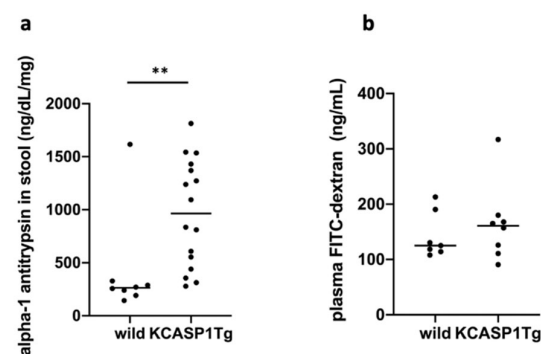 a
alpha-1 antitrypsin in stool (ng/dL/mg)
**
2000
1500
1000
500
0
wild KCASP1Tg
b
plasma FITC-dextran (ng/mL)
400
300
200
100
0
wild KCASP1Tg